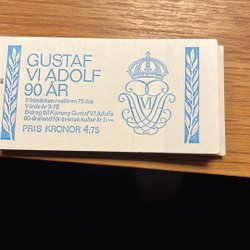 GUSTAF
VI ADOLF
90 ÅR
5 frimärken i valören 75 öre
Värde kr 3:75
Bidrag till Konung Gustaf VI Adolfs
80-årsfond för svensk kultur kr 1:—
PRIS KRONOR 4:75